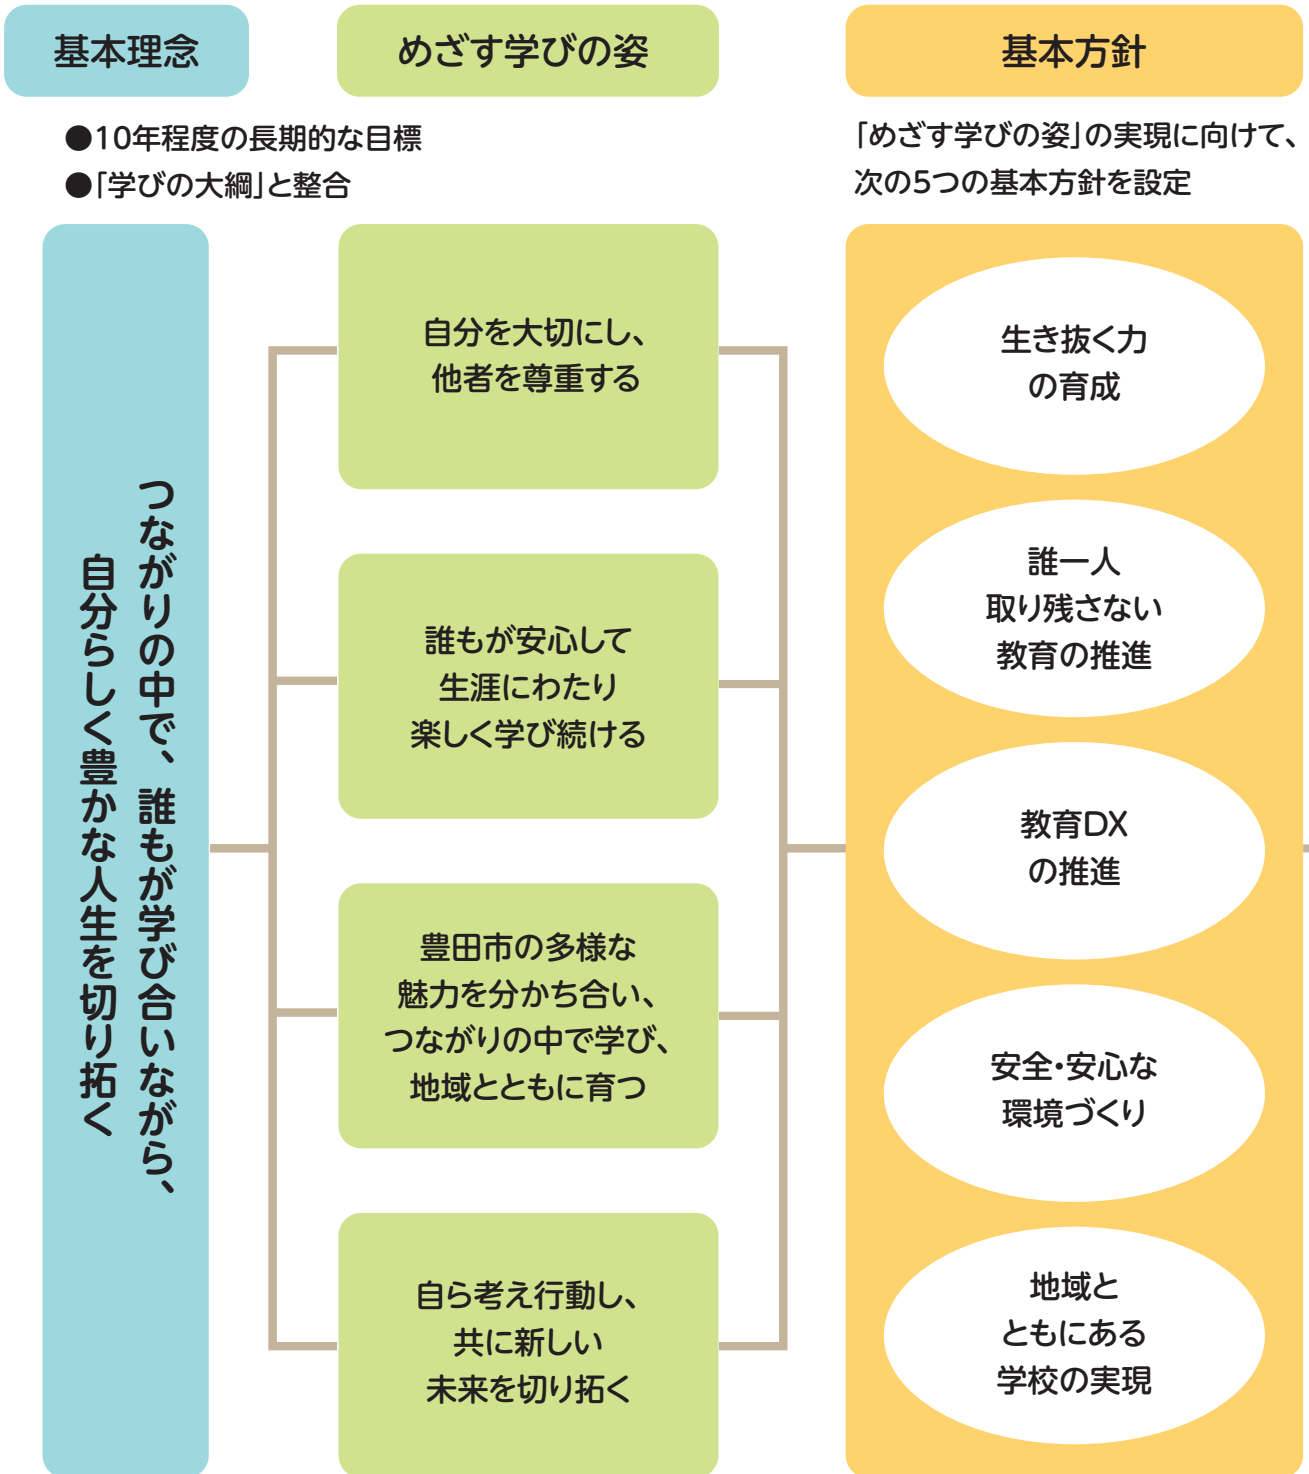 基本理念
めざす学びの姿
基本方針
●10年程度の長期的な目標
●「学びの大綱」と整合
「めざす学びの姿」の実現に向けて、
次の5つの基本方針を設定
つながりの中で、誰もが学び合いながら、
自分らしく豊かな人生を切り拓く
自分を大切にし、
他者を尊重する
誰もが安心して
生涯にわたり
楽しく学び続ける
豊田市の多様な
魅力を分かち合い、
つながりの中で学び、
地域とともに育つ
自ら考え行動し、
共に新しい
未来を切り拓く
生き抜く力
の育成
誰一人
取り残さない
教育の推進
教育DX
の推進
安全・安心な
環境づくり
地域と
ともにある
学校の実現